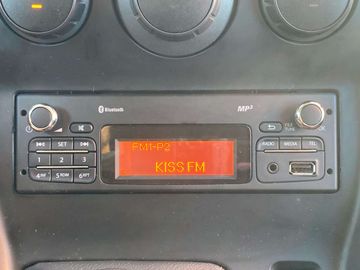 Bluetooth
MP3
FM1-P2
KISS FM
SET
1 2 3
4 5 6
RADIO MEDIA TEL